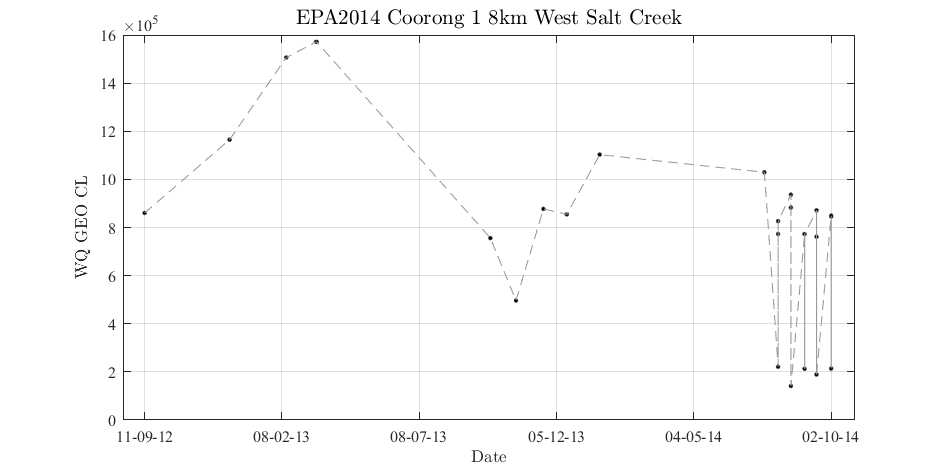 EPA2014 Coorong 1 8km West Salt Creek
×10⁵
16
14
12
10
8
6
4
2
0
WQ GEO CL
11-09-12 08-02-13 08-07-13 05-12-13 04-05-14 02-10-14
Date